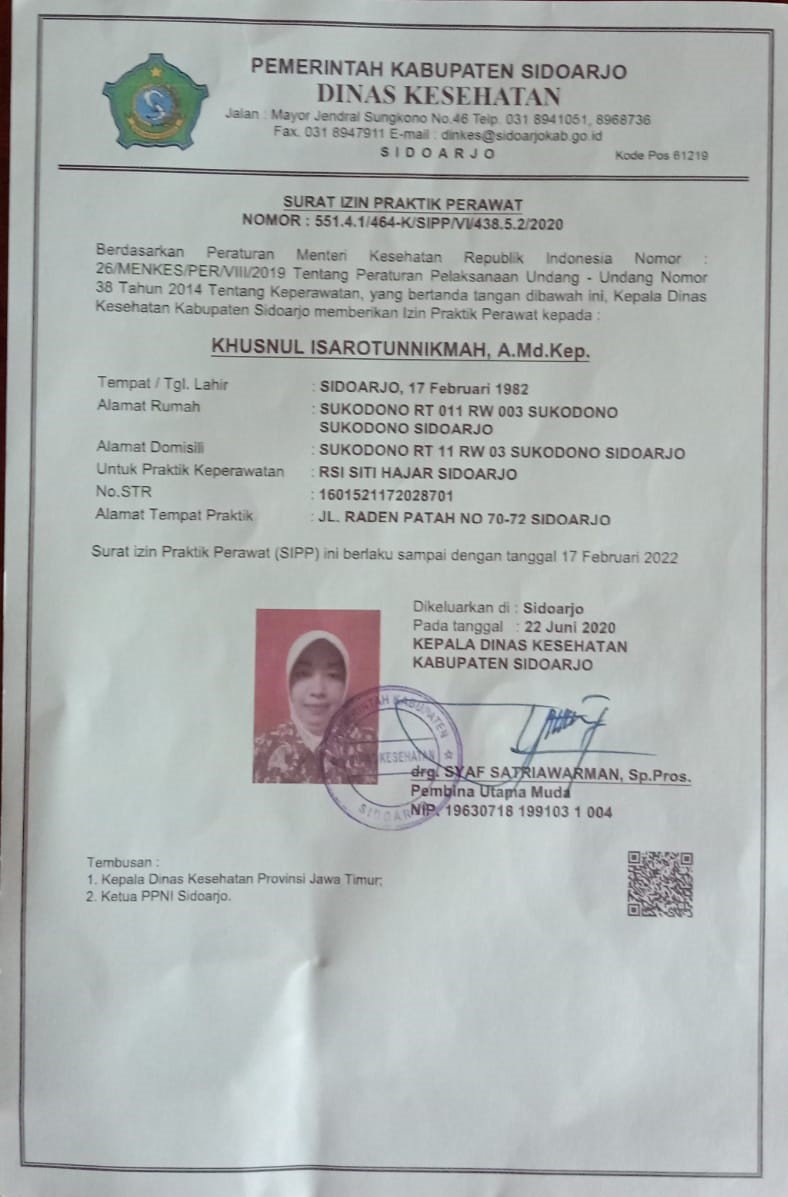 PEMERINTAH KABUPATEN SIDOARJO
DINAS KESEHATAN
Jalan : Mayor Jendral Sungkono No.46 Telp. 031 8941051, 8968736
Fax. 031 8947911 E-mail : dinkes@sidoarjokab.go.id
S I D O A R J O
Kode Pos 61219
SURAT IZIN PRAKTIK PERAWAT
NOMOR : 551.4.1/464-K/SIPP/VI/438.5.2/2020
Berdasarkan Peraturan Menteri Kesehatan Republik Indonesia Nomor :
26/MENKES/PER/VIII/2019 Tentang Peraturan Pelaksanaan Undang - Undang Nomor
38 Tahun 2014 Tentang Keperawatan, yang bertanda tangan dibawah ini, Kepala Dinas
Kesehatan Kabupaten Sidoarjo memberikan Izin Praktik Perawat kepada :
KHUSNUL ISAROTUNNIKMAH, A.Md.Kep.
Tempat / Tgl. Lahir : SIDOARJO, 17 Februari 1982
Alamat Rumah : SUKODONO RT 011 RW 003 SUKODONO
SUKODONO SIDOARJO
Alamat Domisili : SUKODONO RT 11 RW 03 SUKODONO SIDOARJO
Untuk Praktik Keperawatan : RSI SITI HAJAR SIDOARJO
No.STR : 1601521172028701
Alamat Tempat Praktik : JL. RADEN PATAH NO 70-72 SIDOARJO
Surat izin Praktik Perawat (SIPP) ini berlaku sampai dengan tanggal 17 Februari 2022
Dikeluarkan di : Sidoarjo
Pada tanggal : 22 Juni 2020
KEPALA DINAS KESEHATAN
KABUPATEN SIDOARJO
KABUPATEN
KESEHATAN
drg. SYAF SATRIAWARMAN, Sp.Pros.
Pembina Utama Muda
NIP. 19630718 199103 1 004
Tembusan :
1. Kepala Dinas Kesehatan Provinsi Jawa Timur;
2. Ketua PPNI Sidoarjo.